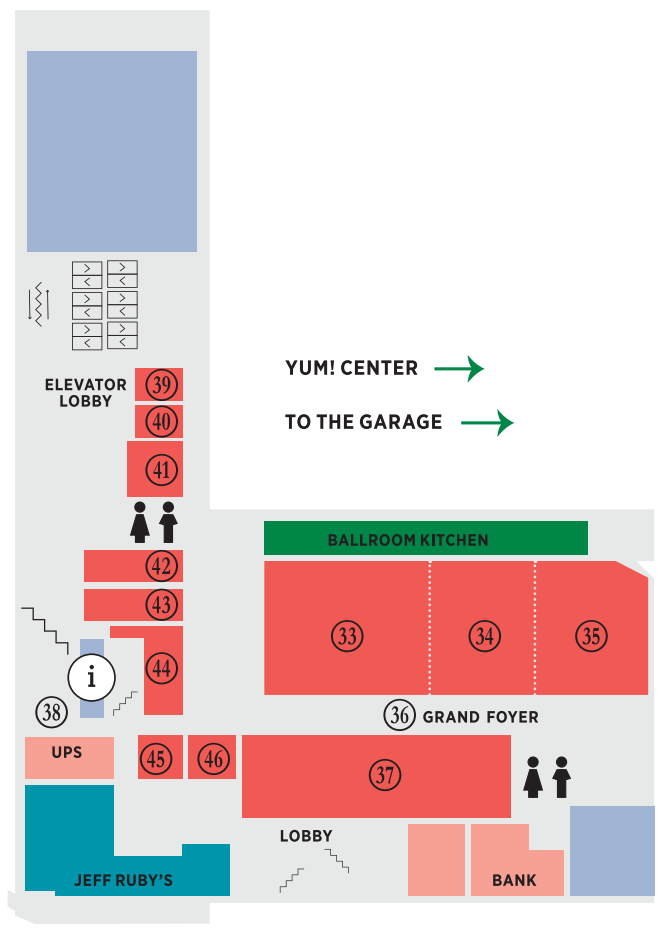 ELEVATOR
LOBBY
39
40
41
42
43
44
i
38
UPS
45
46
JEFF RUBY'S
YUM! CENTER
TO THE GARAGE
BALLROOM KITCHEN
33
34
35
36 GRAND FOYER
37
LOBBY
BANK